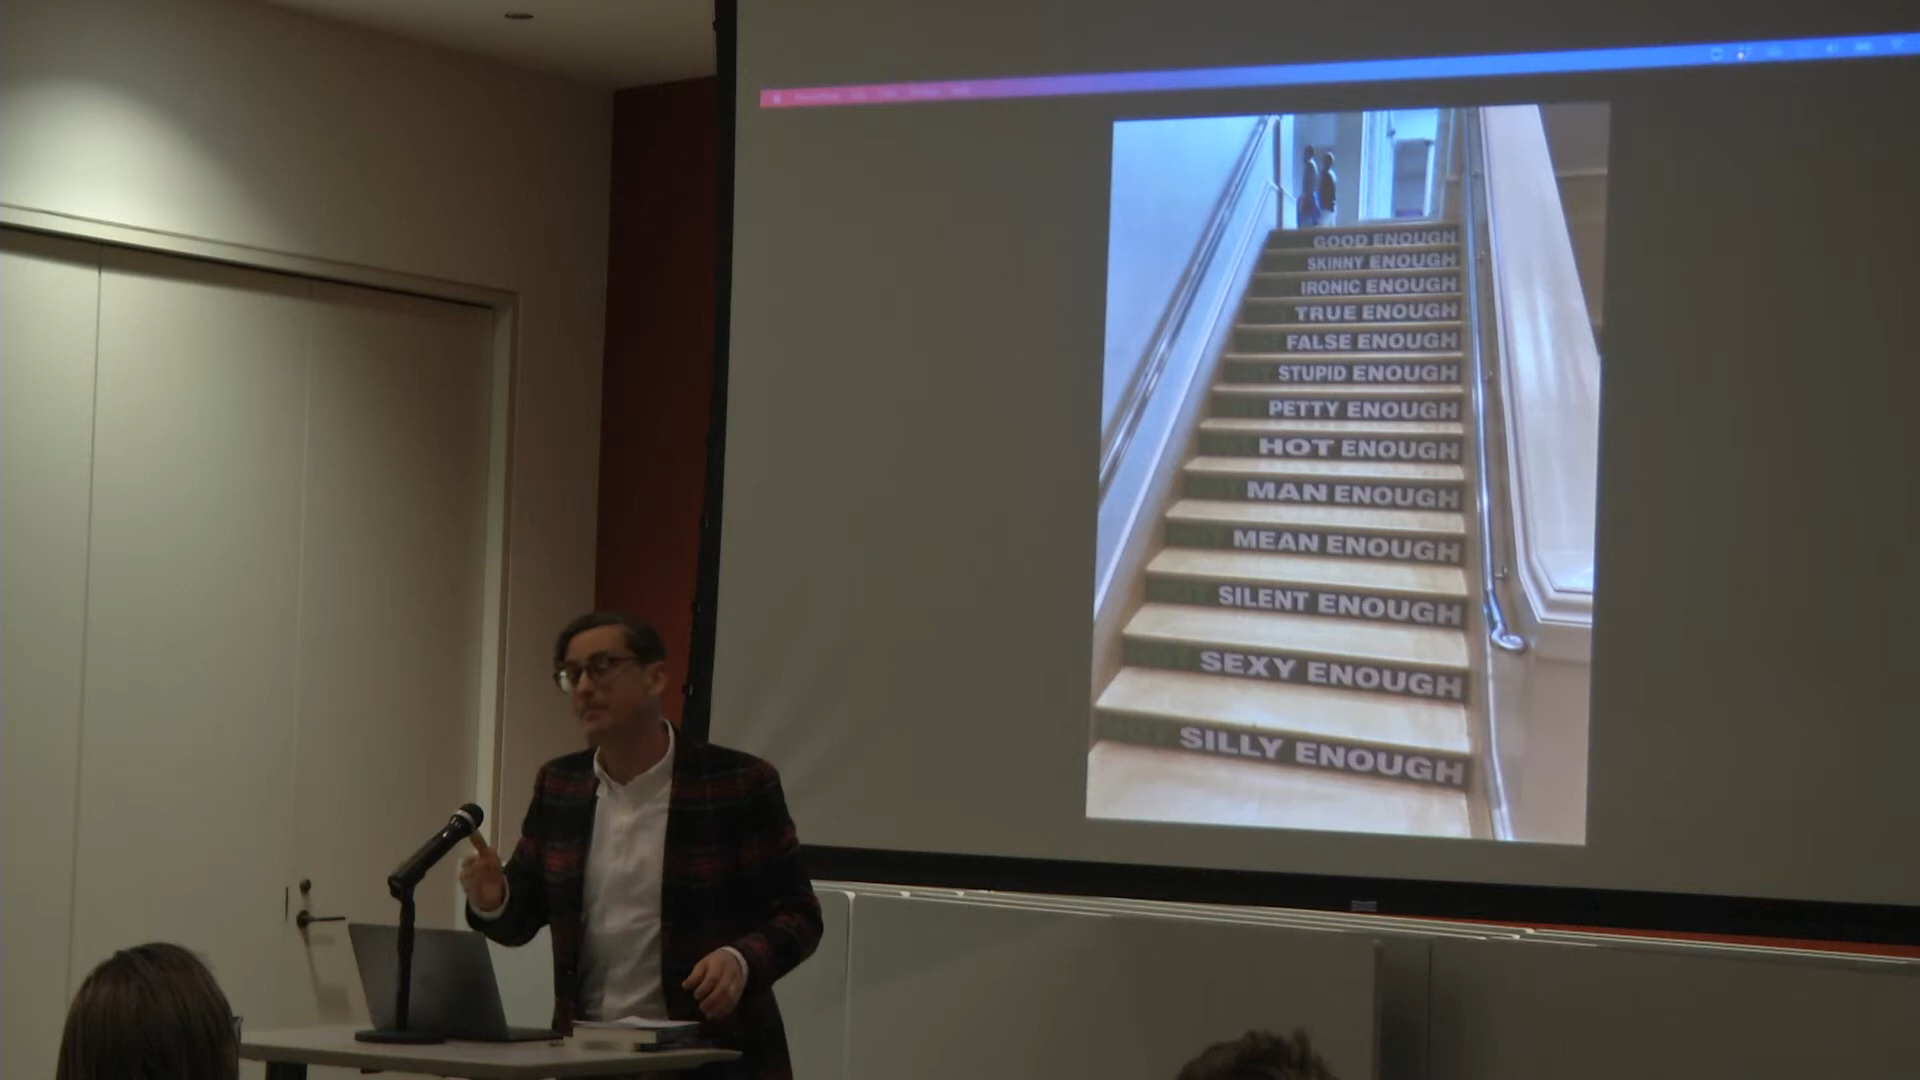 GOOD ENOUGH
SKINNY ENOUGH
IRONIC ENOUGH
TRUE ENOUGH
FALSE ENOUGH
STUPID ENOUGH
PETTY ENOUGH
HOT ENOUGH
MAN ENOUGH
MEAN ENOUGH
SILENT ENOUGH
SEXY ENOUGH
SILLY ENOUGH